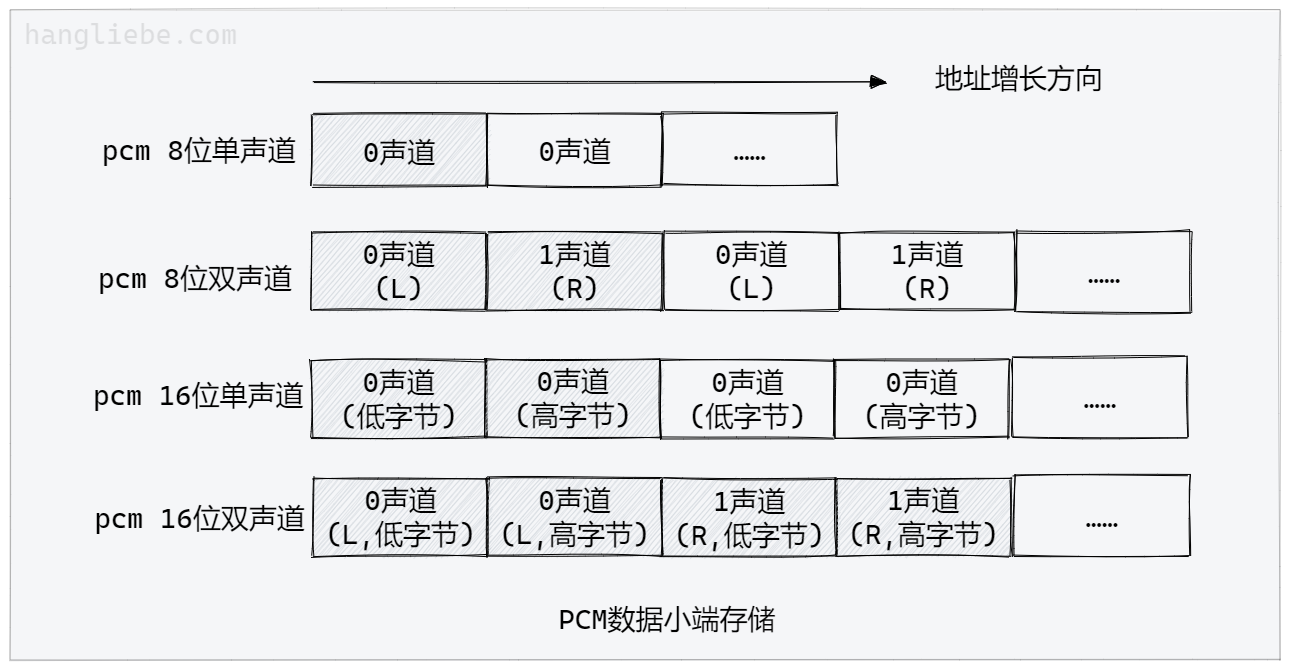 hangliebe.com
地址增长方向
pcm 8位单声道 0声道 0声道 ……
pcm 8位双声道 0声道 (L) 1声道 (R) 0声道 (L) 1声道 (R) ……
pcm 16位单声道 0声道 (低字节) 0声道 (高字节) 0声道 (低字节) 0声道 (高字节) ……
pcm 16位双声道 0声道 (L,低字节) 0声道 (L,高字节) 1声道 (R,低字节) 1声道 (R,高字节) ……
PCM数据小端存储